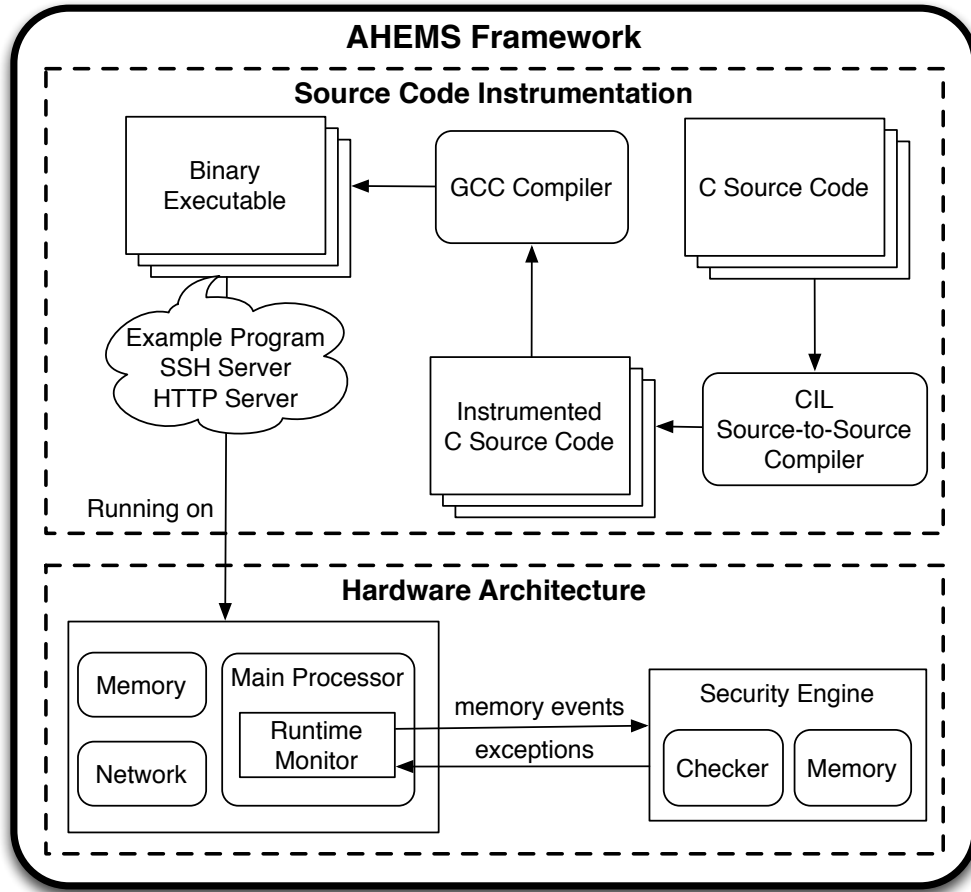 AHEMS Framework
Source Code Instrumentation
Binary
Executable
GCC Compiler
C Source Code
Example Program
SSH Server
HTTP Server
Instrumented
C Source Code
CIL
Source-to-Source
Compiler
Running on
Hardware Architecture
Memory
Network
Main Processor
Runtime
Monitor
memory events
exceptions
Security Engine
Checker
Memory